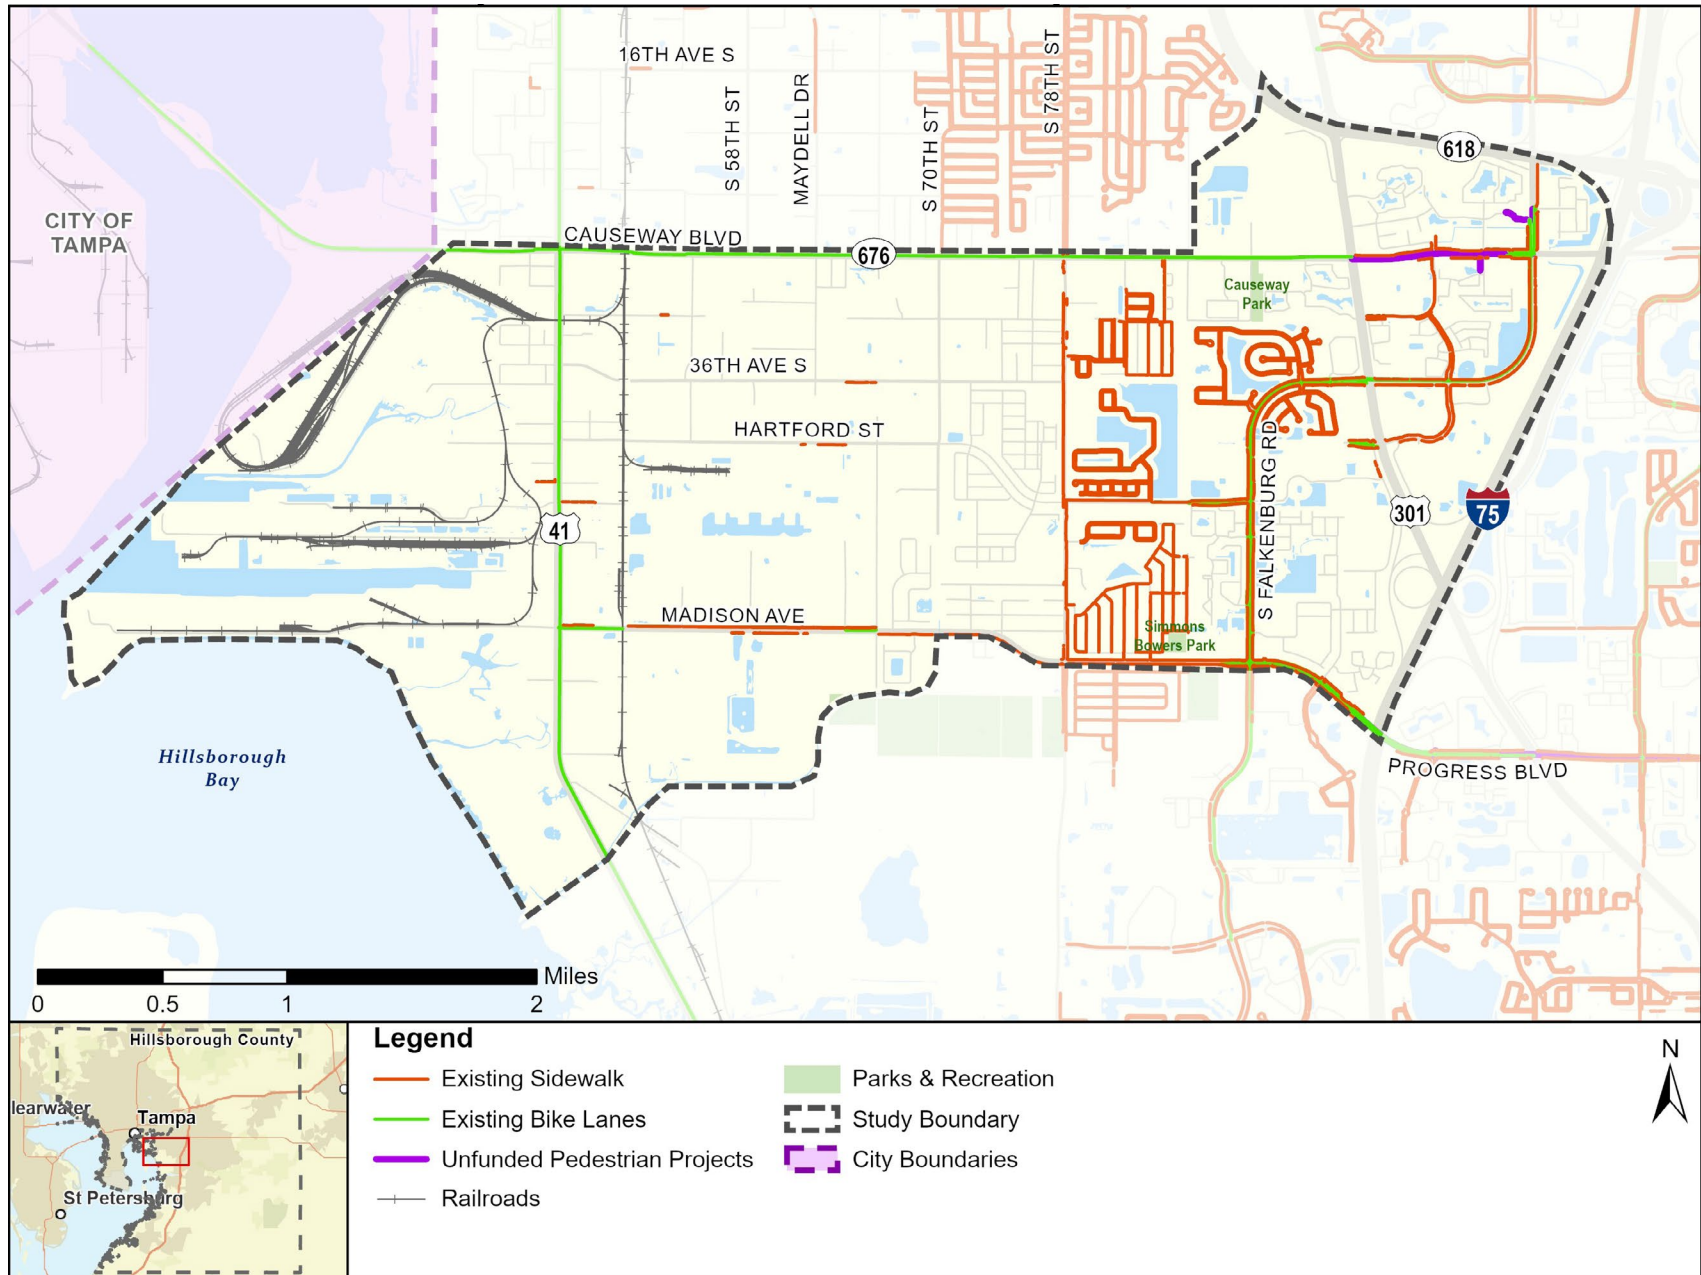 16TH AVE S
S 58TH ST
MAYDELL DR
S 70TH ST
S 78TH ST
618
CITY OF
TAMPA
CAUSEWAY BLVD
676
Causeway
Park
36TH AVE S
HARTFORD ST
S FALKENBURG RD
41
301
75
MADISON AVE
Simmons
Bowers Park
Hillsborough
Bay
PROGRESS BLVD
Miles
0 0.5 1 2
Hillsborough County
learwater
Tampa
St Petersburg
Legend
Existing Sidewalk
Existing Bike Lanes
Unfunded Pedestrian Projects
Railroads
Parks & Recreation
Study Boundary
City Boundaries
N